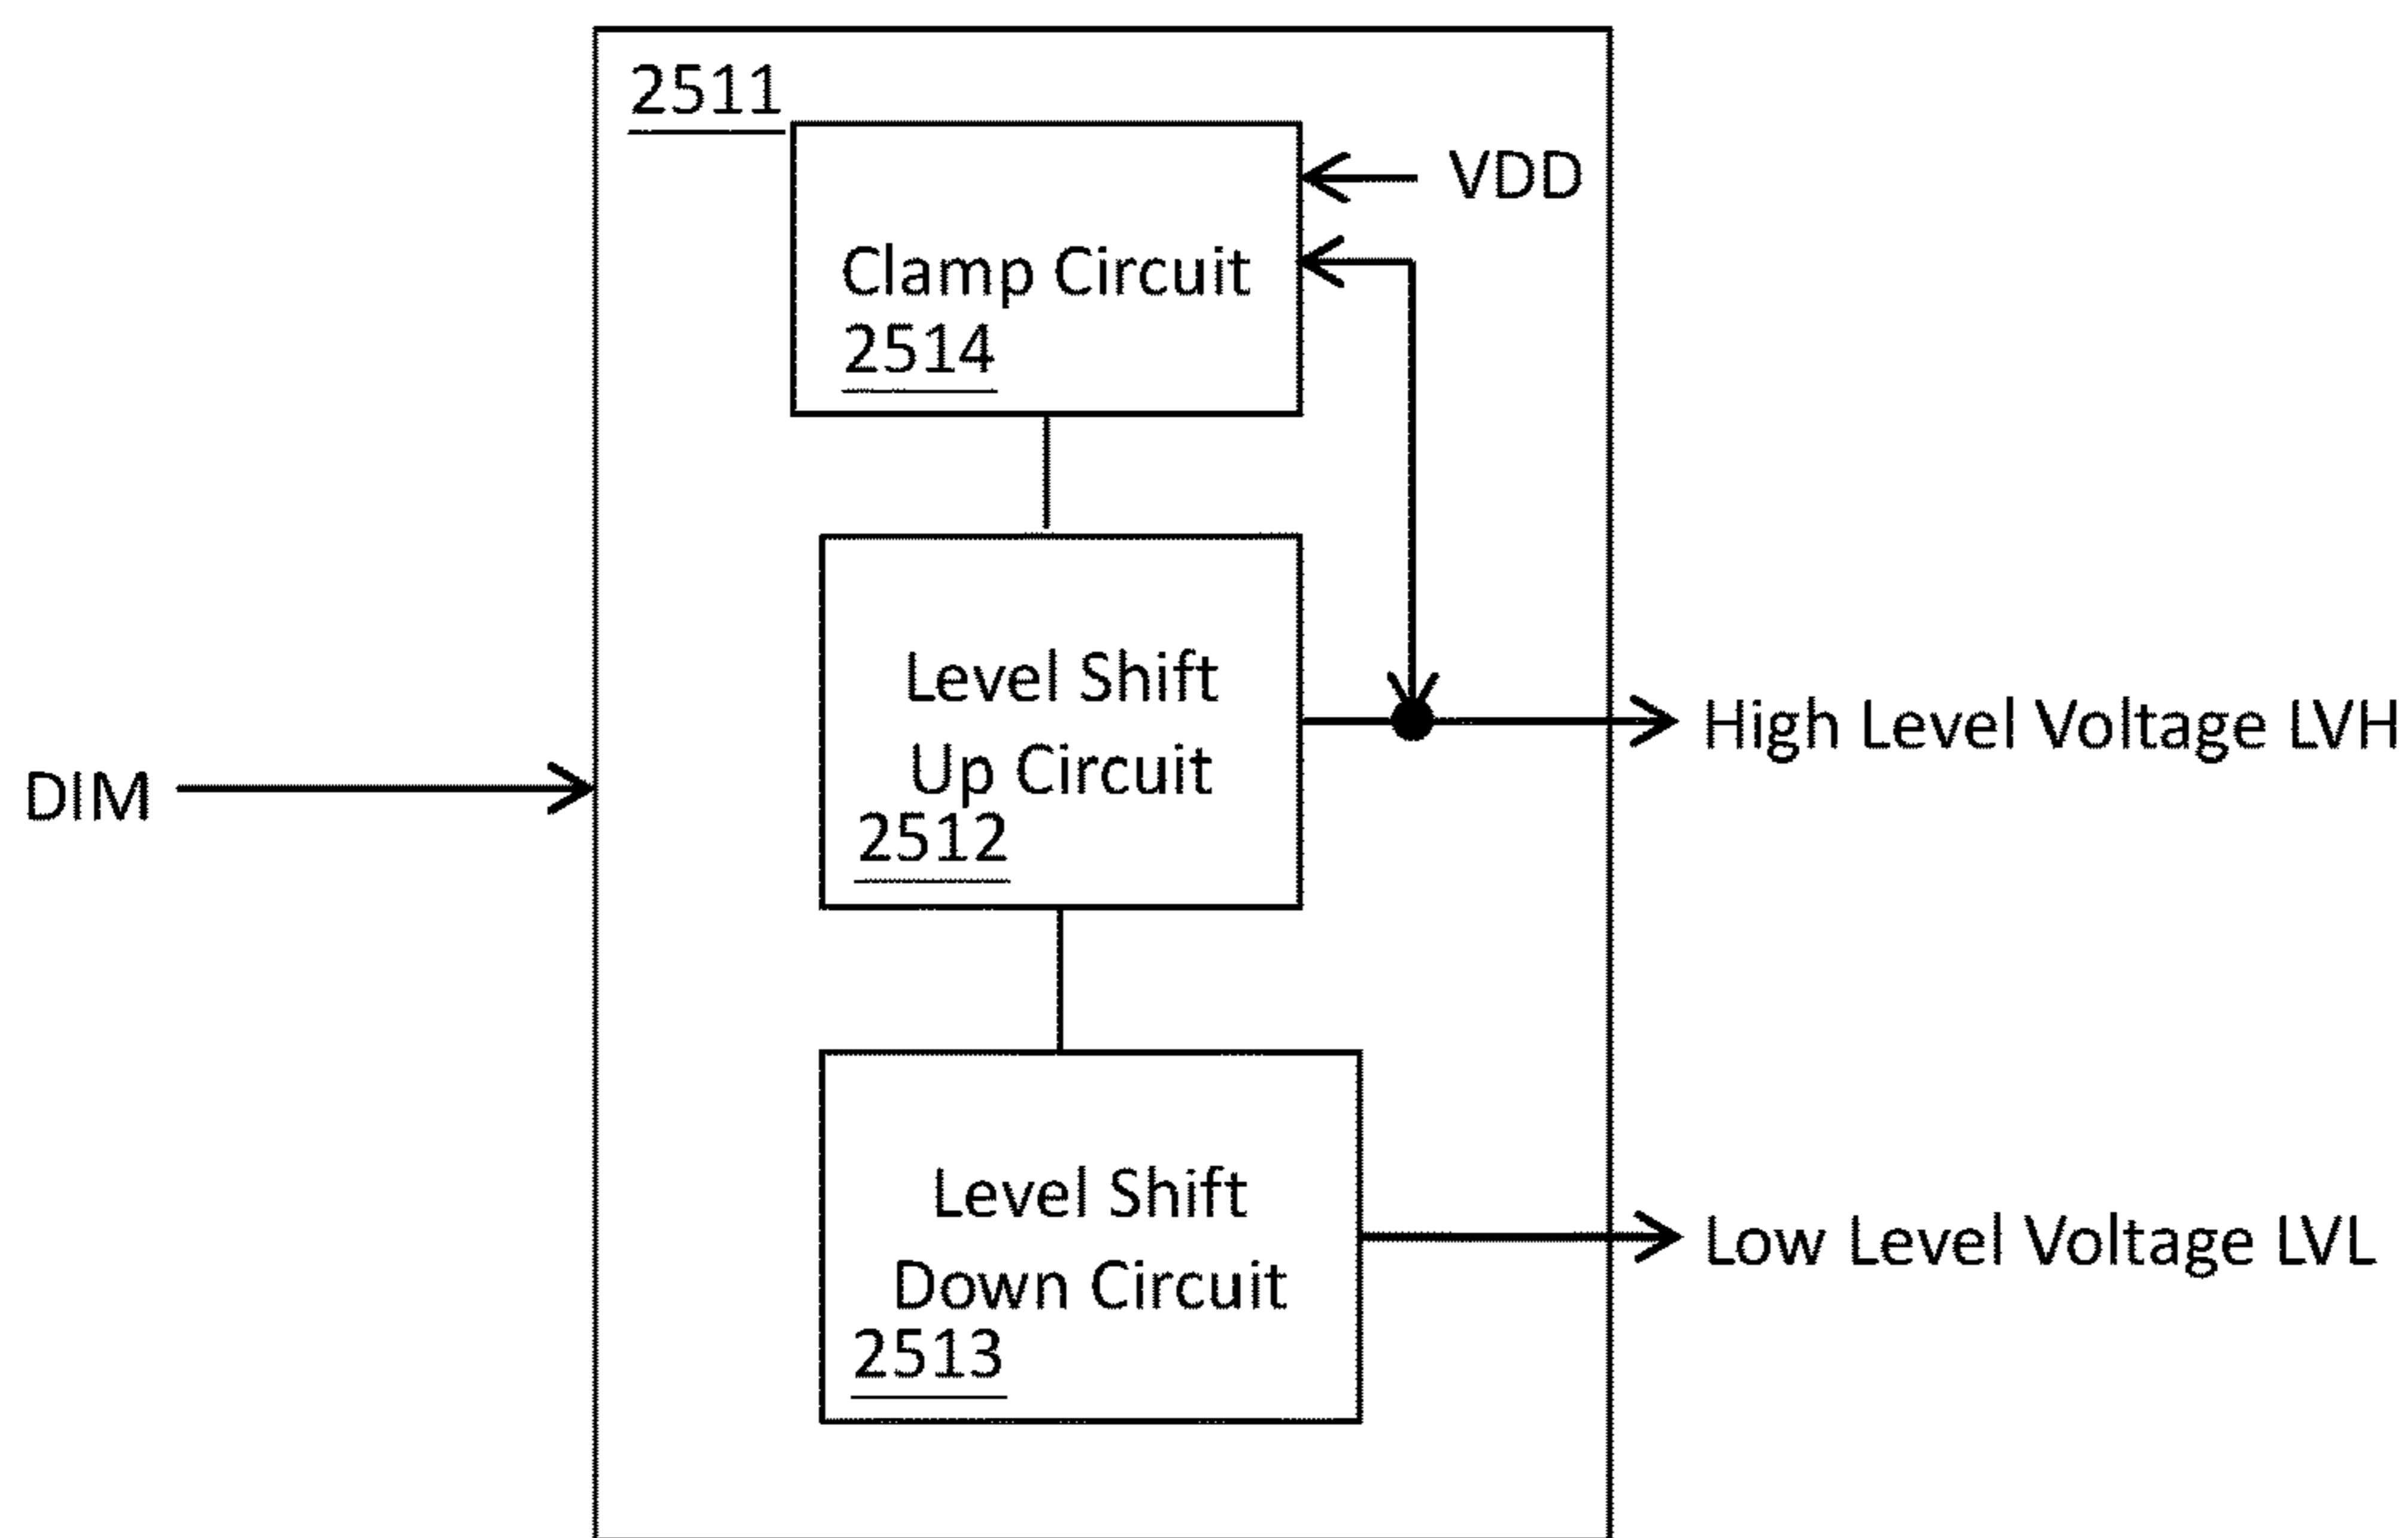 2511
VDD
Clamp Circuit
2514
Level Shift
Up Circuit
2512
High Level Voltage LVH
DIM
Level Shift
Down Circuit
2513
Low Level Voltage LVL